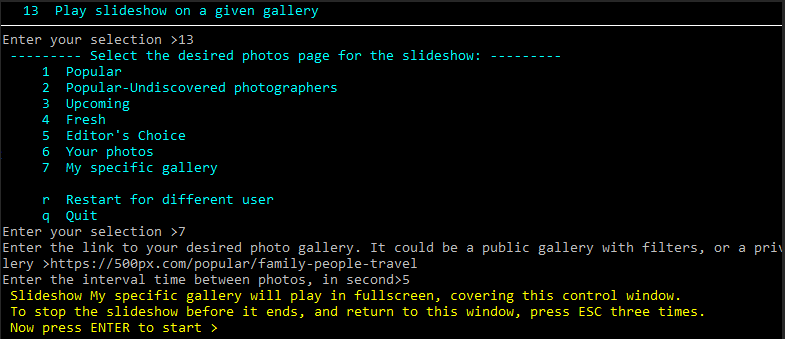 13 Play slideshow on a given gallery
Enter your selection >13
--------- Select the desired photos page for the slideshow: ---------
1 Popular
2 Popular-Undiscovered photographers
3 Upcoming
4 Fresh
5 Editor's Choice
6 Your photos
7 My specific gallery
r Restart for different user
q Quit
Enter your selection >7
Enter the link to your desired photo gallery. It could be a public gallery with filters, or a priv
lery >https://500px.com/popular/family-people-travel
Enter the interval time between photos, in second>5
Slideshow My specific gallery will play in fullscreen, covering this control window.
To stop the slideshow before it ends, and return to this window, press ESC three times.
Now press ENTER to start >